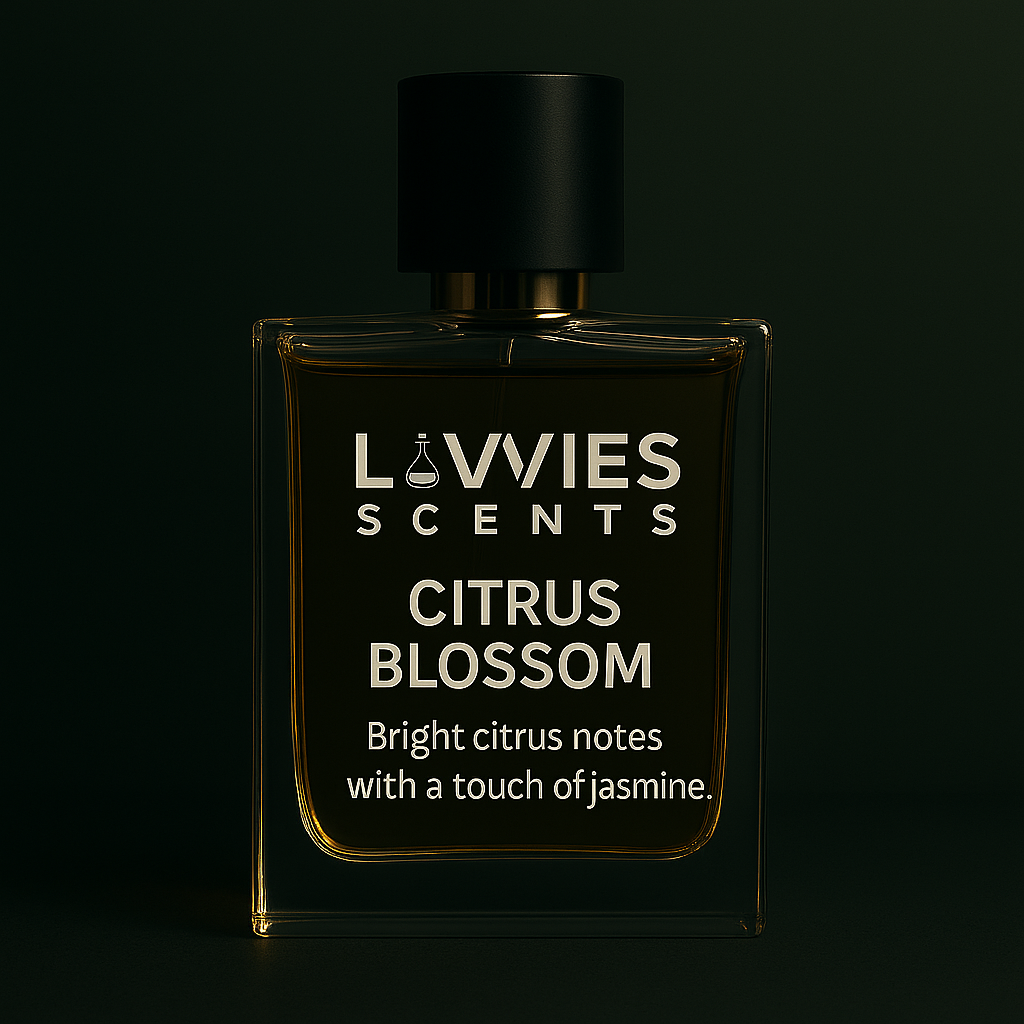 LIVVIES
SCENTS
CITRUS
BLOSSOM
Bright citrus notes
with a touch of jasmine.